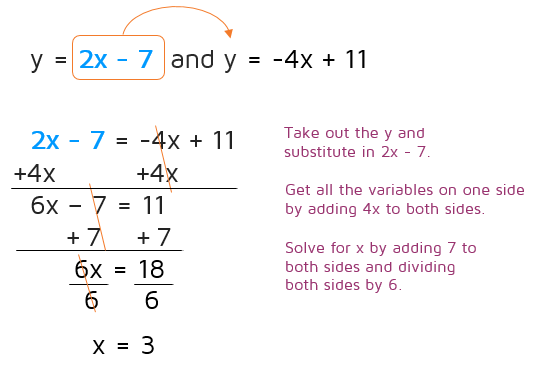 y = 2x - 7 and y = -4x + 11
2x - 7 = -4x + 11
+4x +4x
6x - 7 = 11
+ 7 + 7
6x = 18
6 6
x = 3
Take out the y and
substitute in 2x - 7.
Get all the variables on one side
by adding 4x to both sides.
Solve for x by adding 7 to
both sides and dividing
both sides by 6.